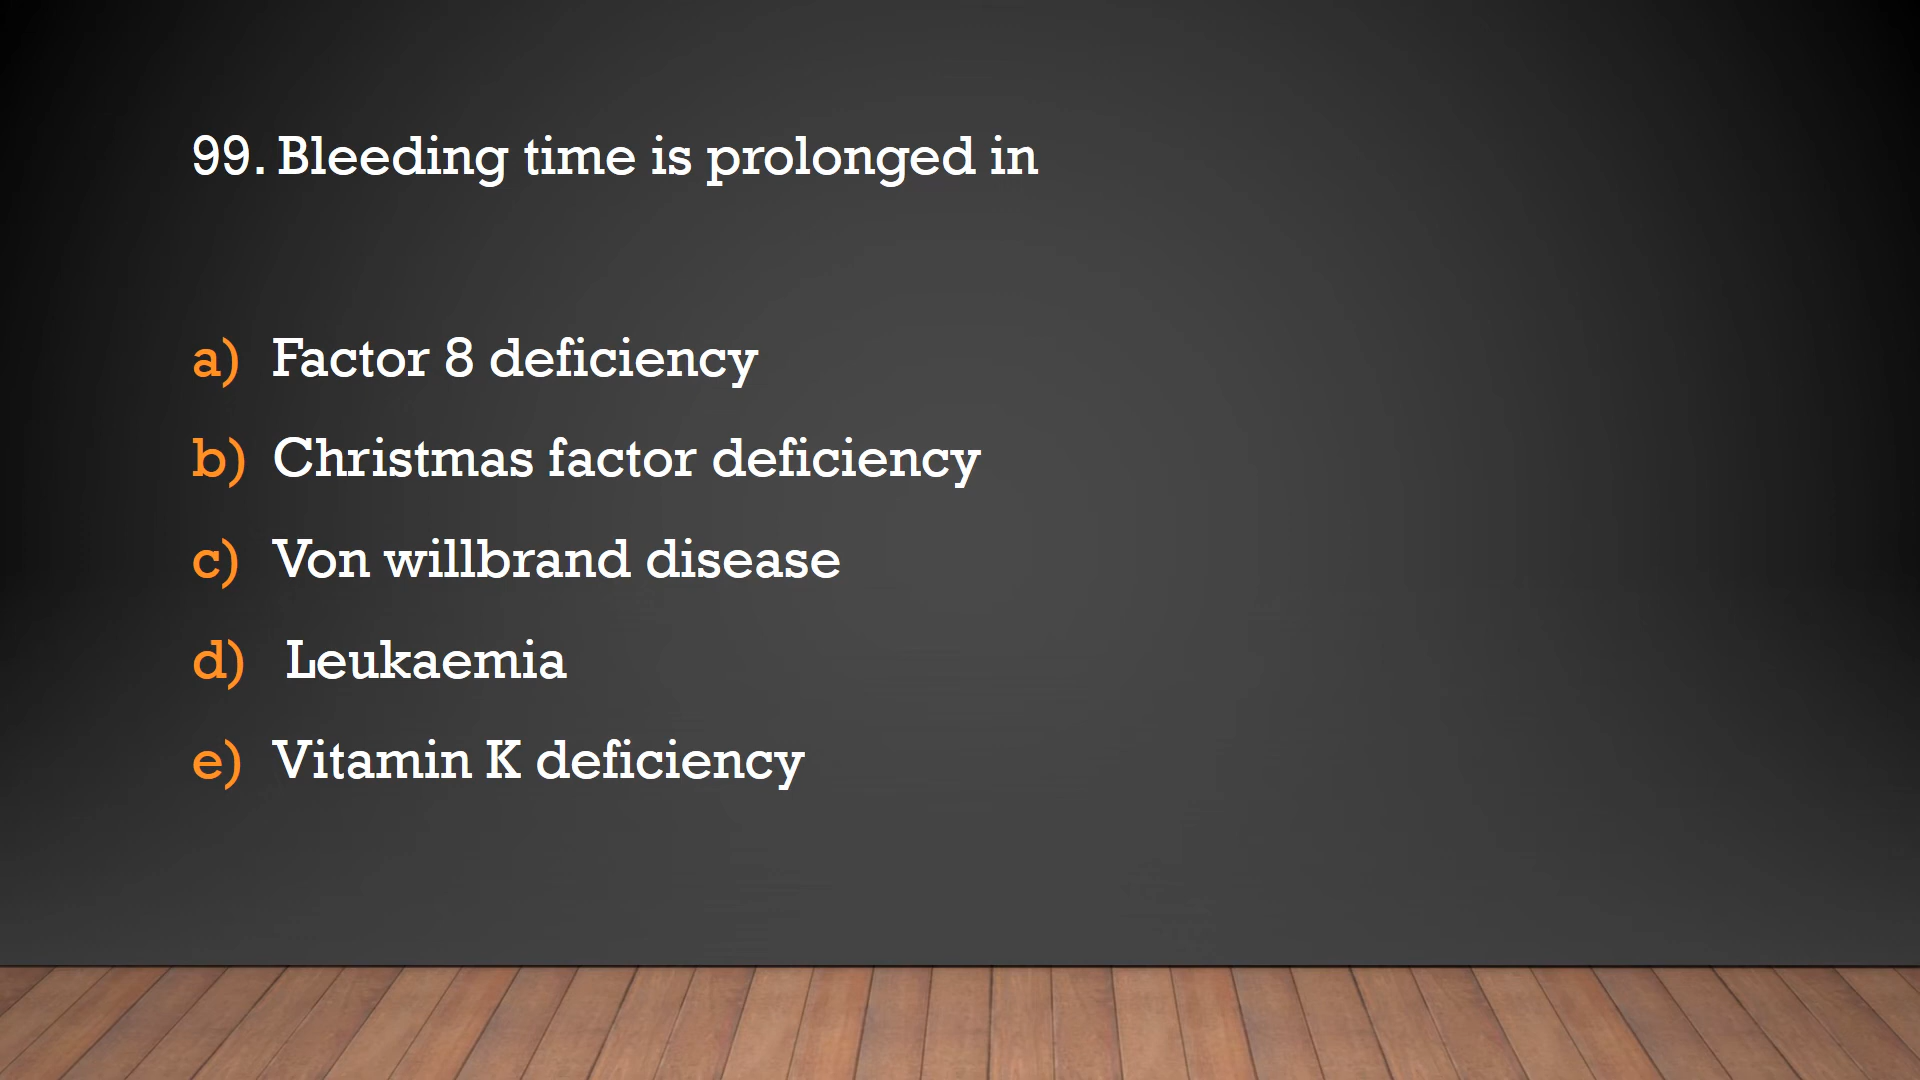 99. Bleeding time is prolonged in
a) Factor 8 deficiency
b) Christmas factor deficiency
c) Von willbrand disease
d) Leukaemia
e) Vitamin K deficiency